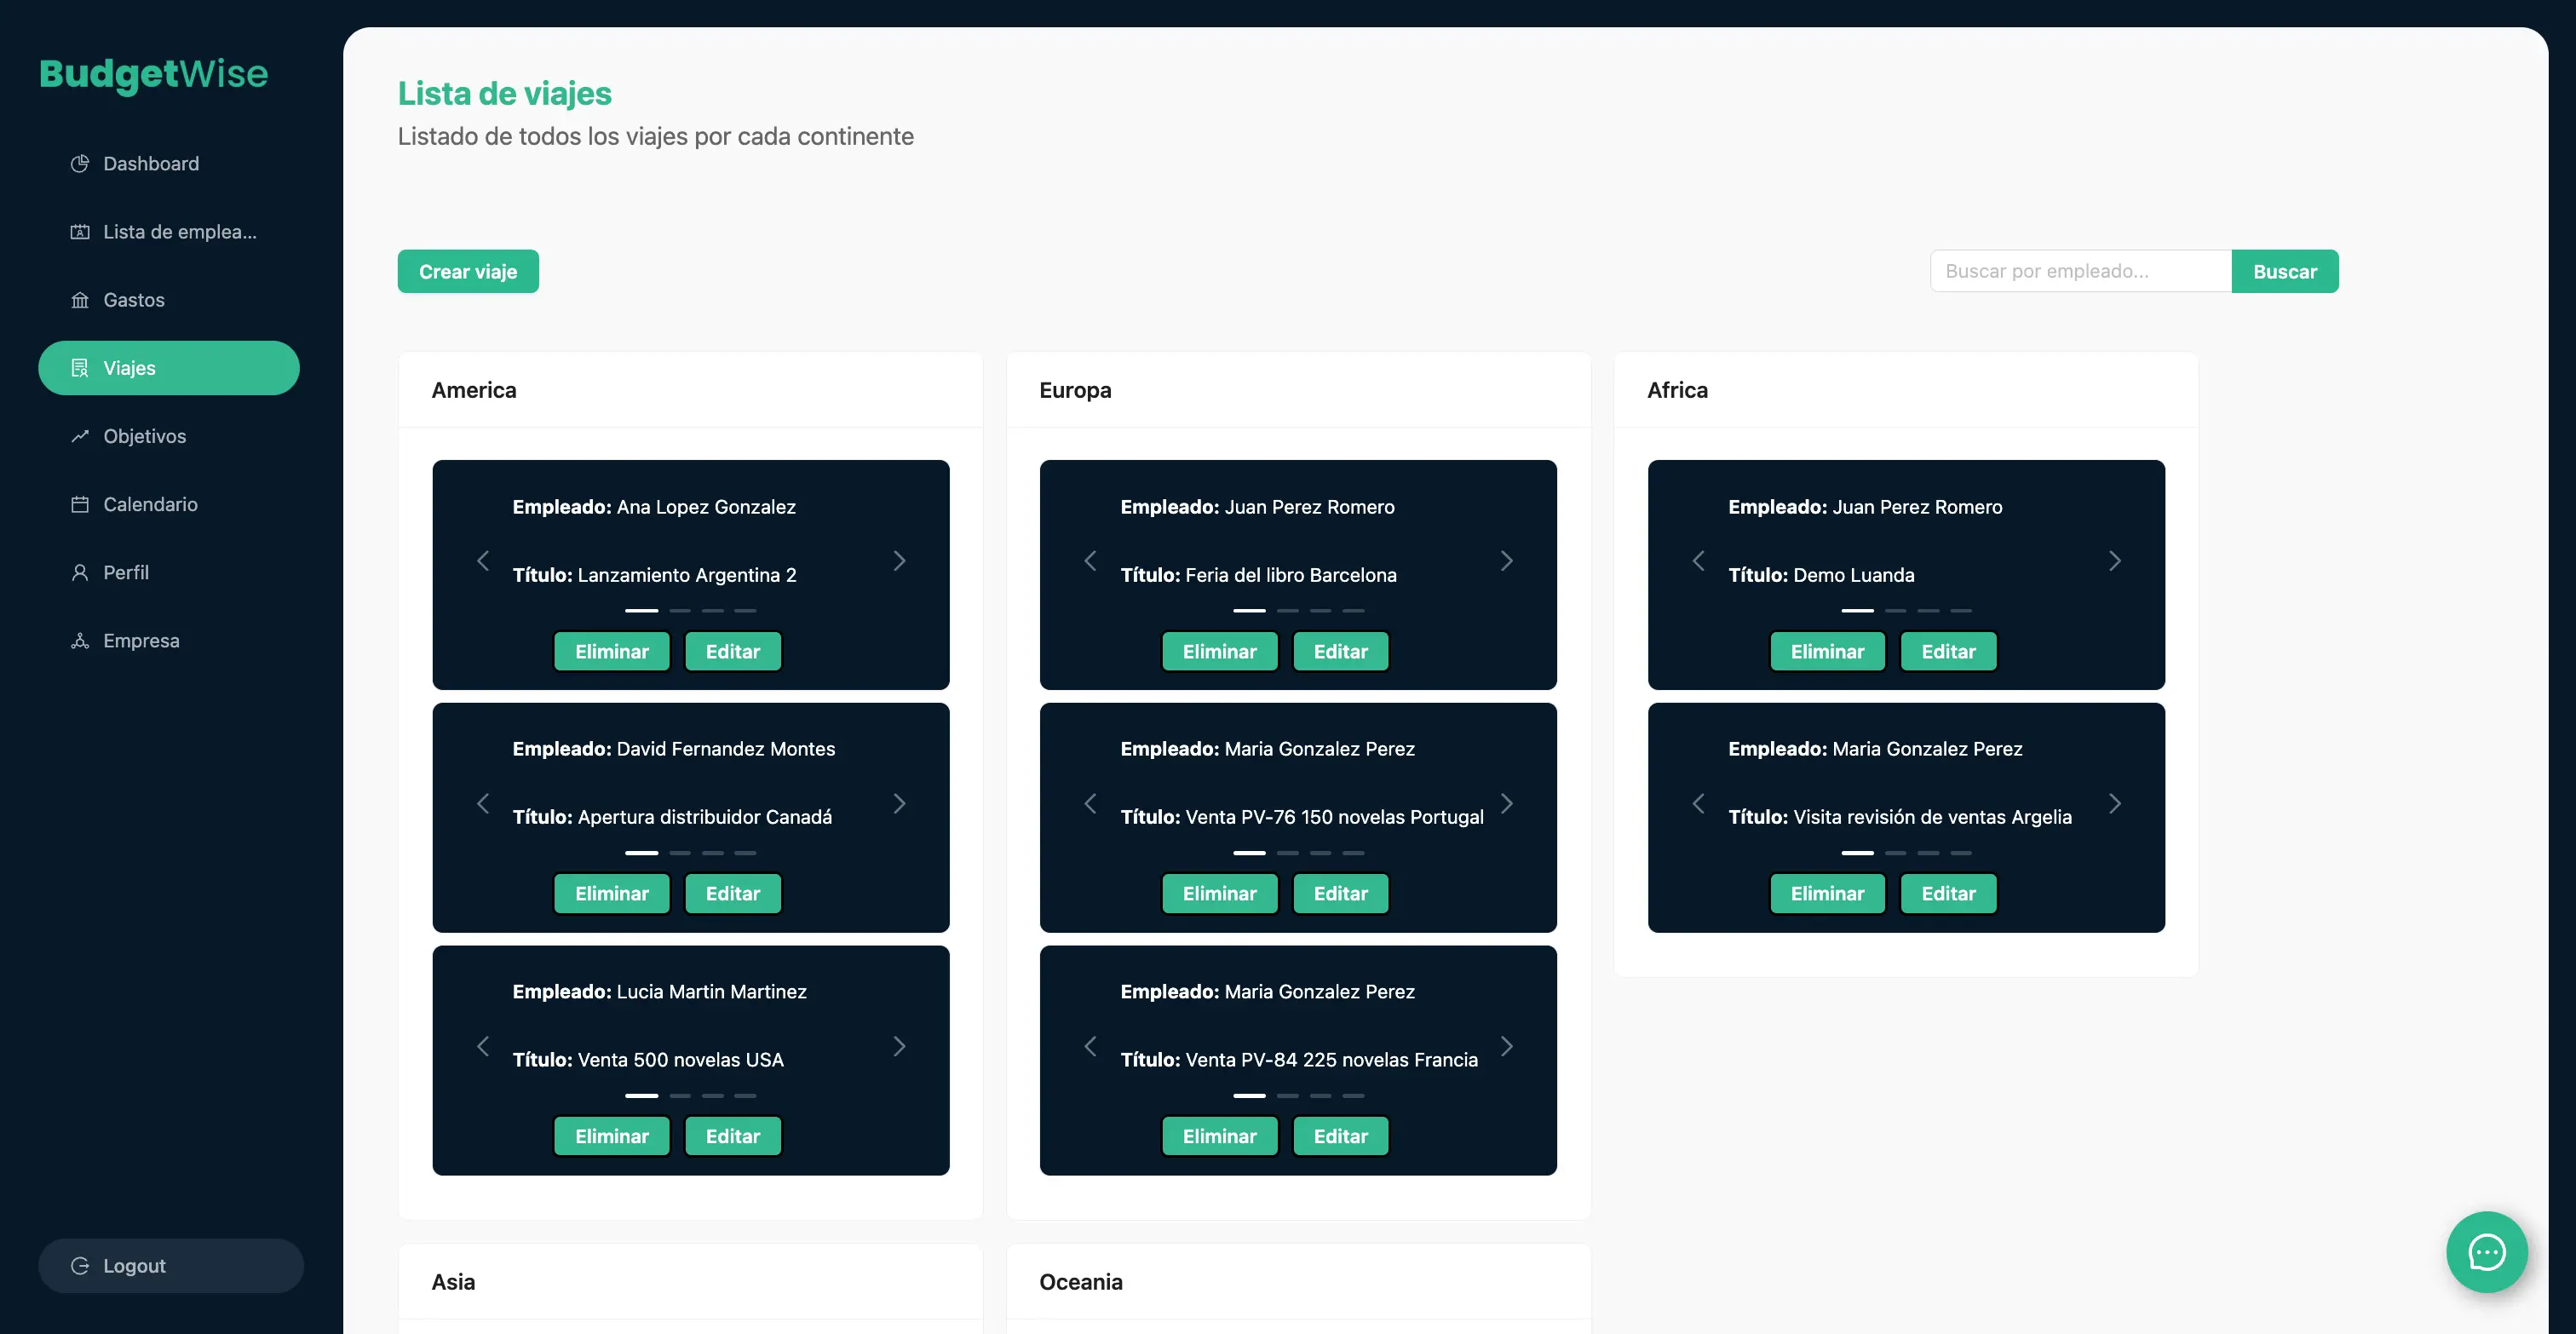 BudgetWise
Dashboard
Lista de emplea...
Gastos
Viajes
Objetivos
Calendario
Perfil
Empresa
Logout
Lista de viajes
Listado de todos los viajes por cada continente
Crear viaje
Buscar por empleado...
Buscar
America
Empleado: Ana Lopez Gonzalez
Título: Lanzamiento Argentina 2
Eliminar
Editar
Empleado: David Fernandez Montes
Título: Apertura distribuidor Canadá
Eliminar
Editar
Empleado: Lucia Martin Martinez
Título: Venta 500 novelas USA
Eliminar
Editar
Europa
Empleado: Juan Perez Romero
Título: Feria del libro Barcelona
Eliminar
Editar
Empleado: Maria Gonzalez Perez
Título: Venta PV-76 150 novelas Portugal
Eliminar
Editar
Empleado: Maria Gonzalez Perez
Título: Venta PV-84 225 novelas Francia
Eliminar
Editar
Africa
Empleado: Juan Perez Romero
Título: Demo Luanda
Eliminar
Editar
Empleado: Maria Gonzalez Perez
Título: Visita revisión de ventas Argelia
Eliminar
Editar
Asia
Oceania